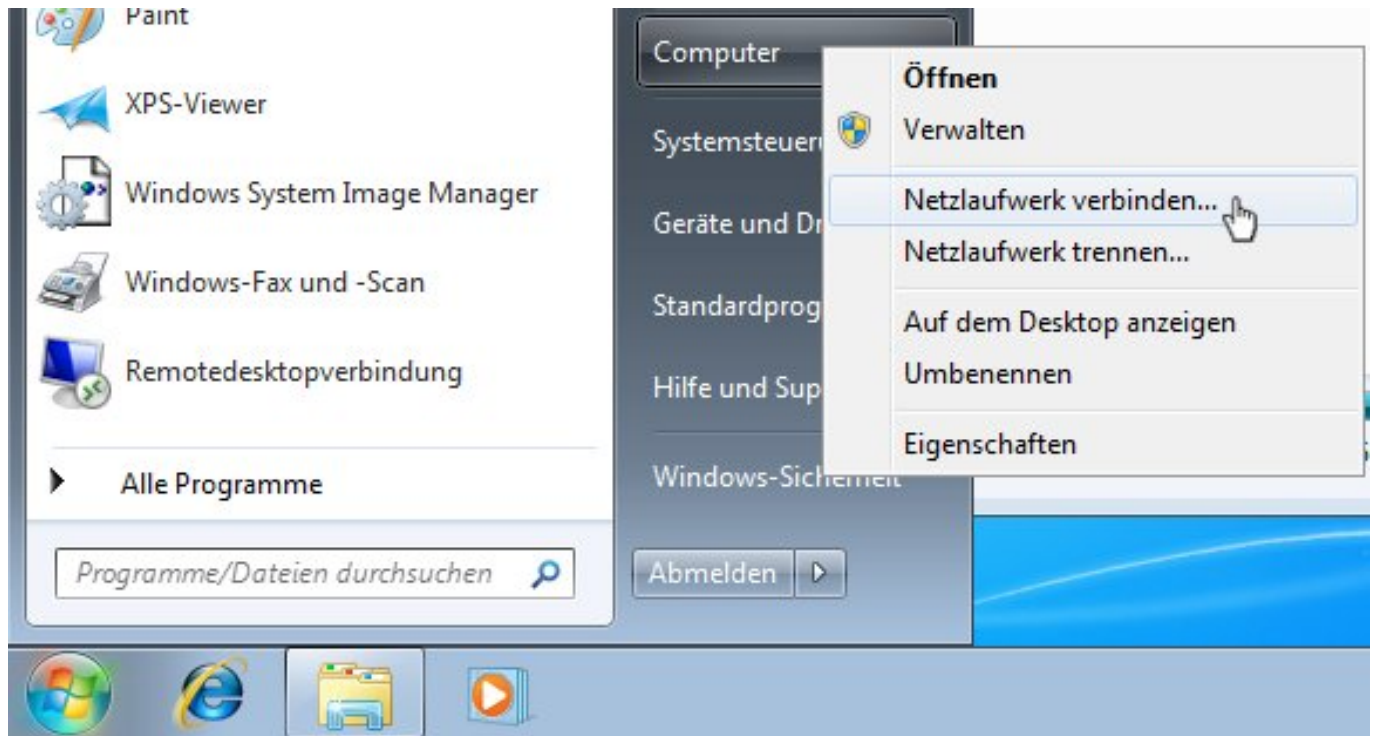 Paint
XPS-Viewer
Windows System Image Manager
Windows-Fax und -Scan
Remotedesktopverbindung
Alle Programme
Programme/Dateien durchsuchen
Computer
Systemsteueru
Geräte und Dr
Standardprog
Hilfe und Sup
Windows-Sicherheit
Abmelden
Öffnen
Verwalten
Netzlaufwerk verbinden...
Netzlaufwerk trennen...
Auf dem Desktop anzeigen
Umbenennen
Eigenschaften